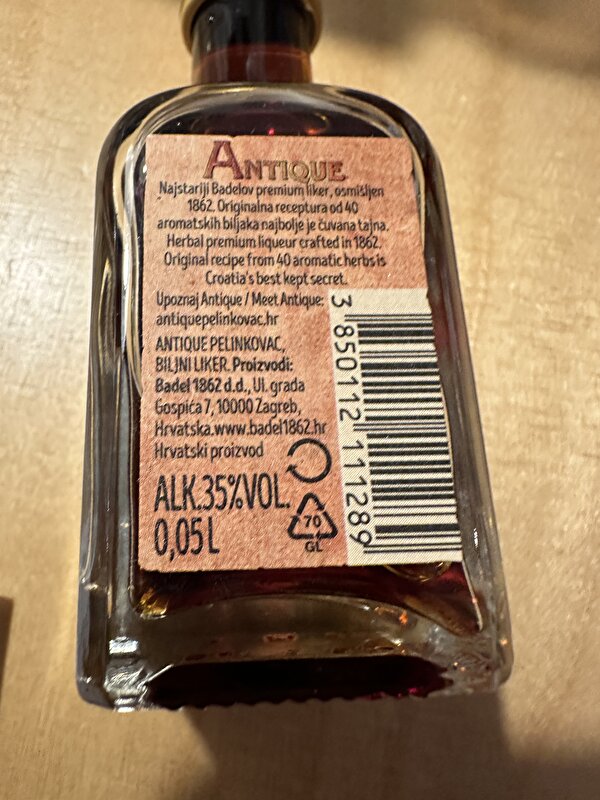 ANTIQUE
Najstariji Badelov premium liker, osmišljen
1862. Originalna receptura od 40
aromatskih biljaka najbolje je čuvana tajna.
Herbal premium liqueur crafted in 1862.
Original recipe from 40 aromatic herbs is
Croatia's best kept secret.
Upoznaj Antique / Meet Antique:
antiquepelinkovac.hr
ANTIQUE PELINKOVAC,
BILJNI LIKER. Proizvodi:
Badel 1862 d.d., Ul. grada
Gospića 7, 10000 Zagreb,
Hrvatska.www.badel1862.hr
Hrvatski proizvod
ALK.35%VOL.
0,05L
70
GL
3 850112 111289